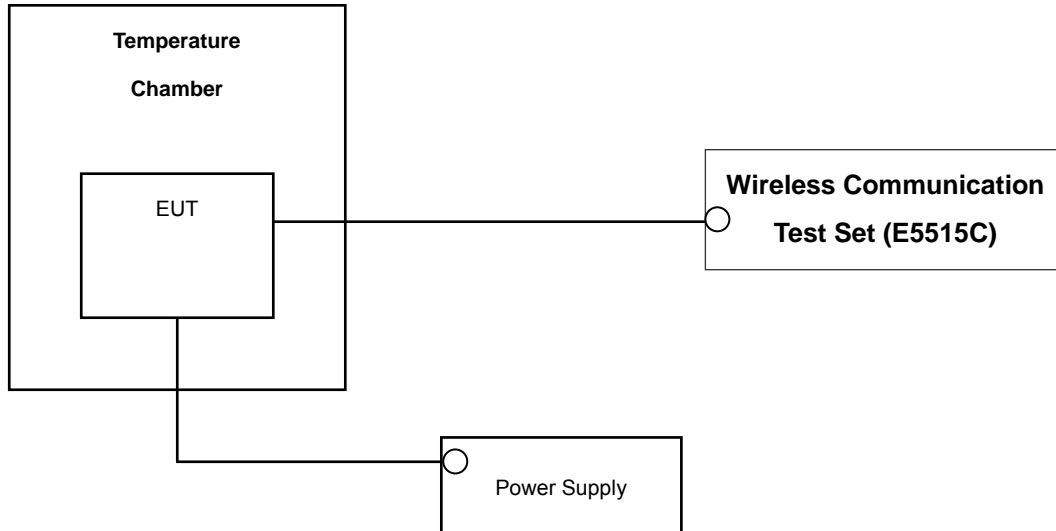 Temperature
Chamber
EUT
Wireless Communication
Test Set (E5515C)
Power Supply